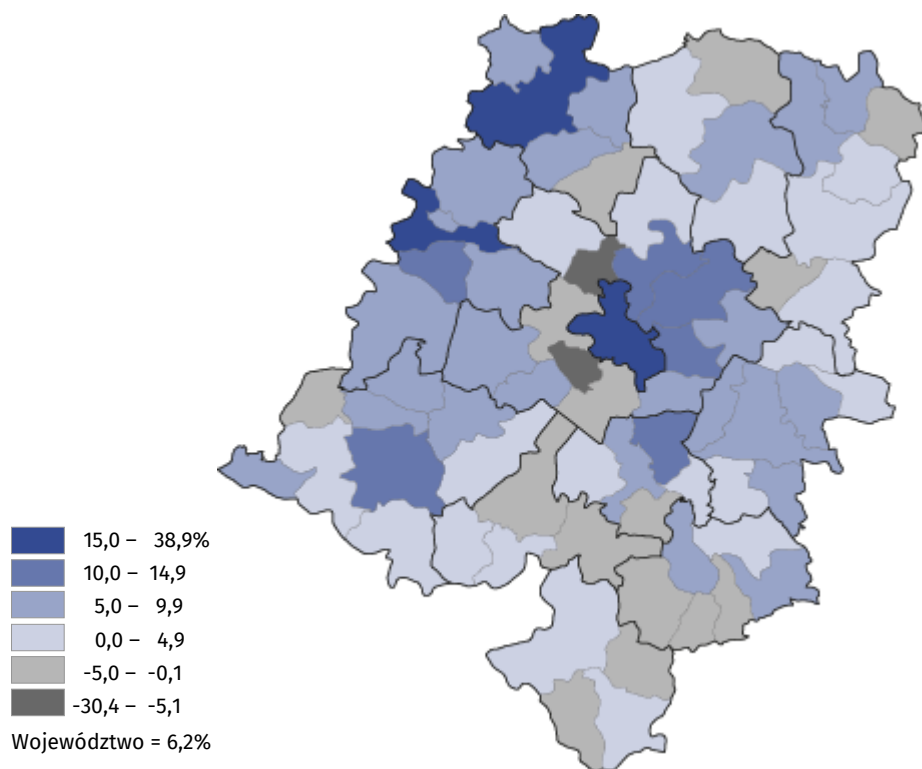 15,0 – 38,9%
10,0 – 14,9
5,0 – 9,9
0,0 – 4,9
-5,0 – -0,1
-30,4 – -5,1
Województwo = 6,2%